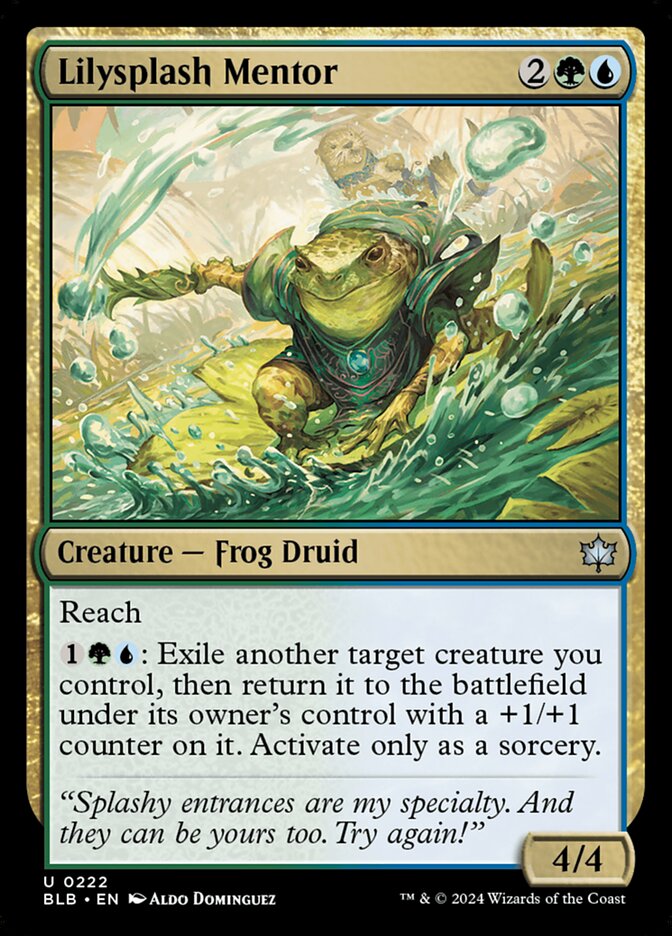 Lilysplash Mentor 2
Creature — Frog Druid
Reach
1 : Exile another target creature you
control, then return it to the battlefield
under its owner’s control with a +1/+1
counter on it. Activate only as a sorcery.
“Splashy entrances are my specialty. And
they can be yours too. Try again!”
4/4
U 0222
BLB • EN Aldo Dominguez
™ & © 2024 Wizards of the Coast